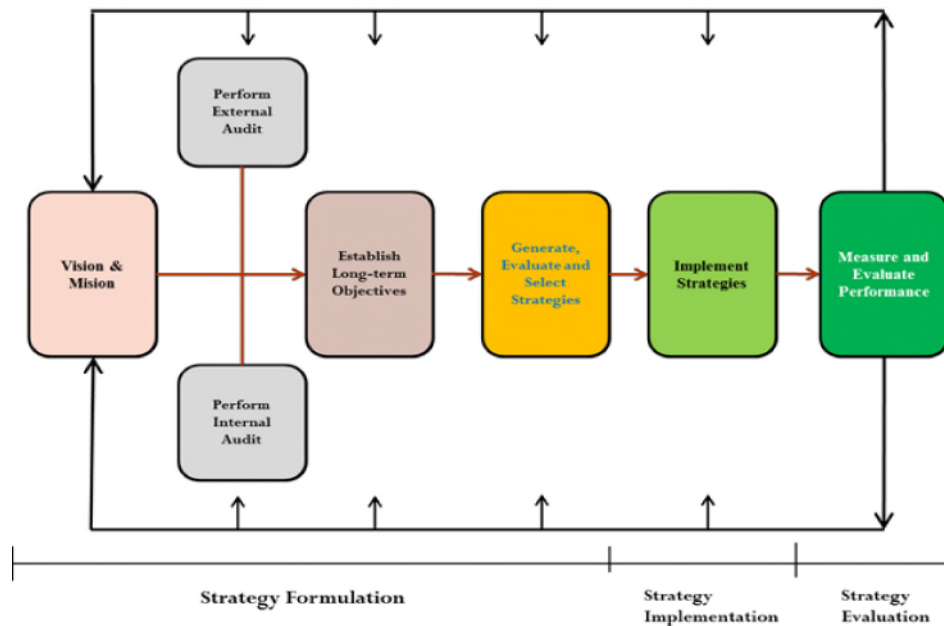 Perform
External
Audit
Vision &
Mision
Establish
Long-term
Objectives
Generate,
Evaluate and
Select
Strategies
Implement
Strategies
Measure and
Evaluate
Performance
Perform
Internal
Audit
Strategy Formulation
Strategy
Implementation
Strategy
Evaluation